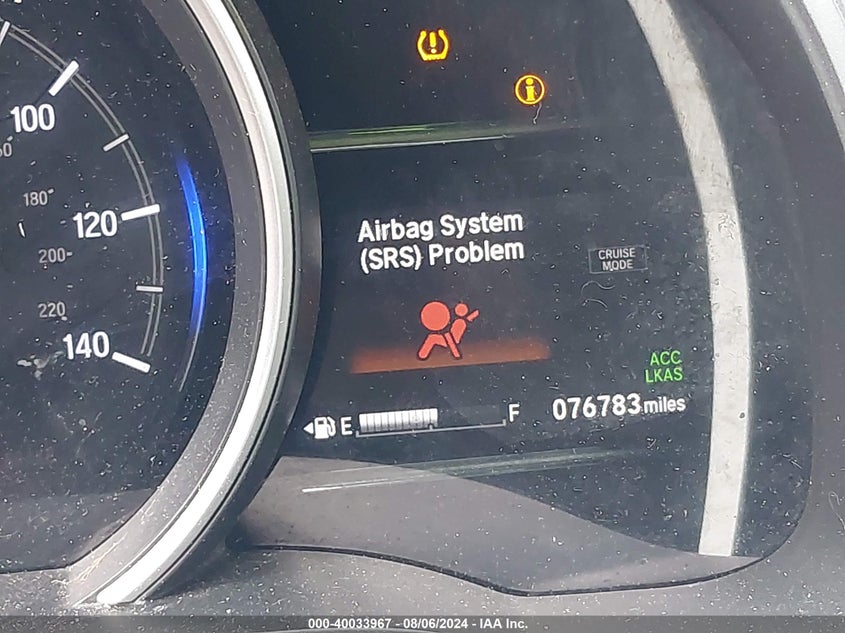 100
180
120
200
220
140
Airbag System
(SRS) Problem
CRUISE
MODE
ACC
LKAS
E
F
076783 miles
000-40033967 - 08/06/2024 - IAA Inc.